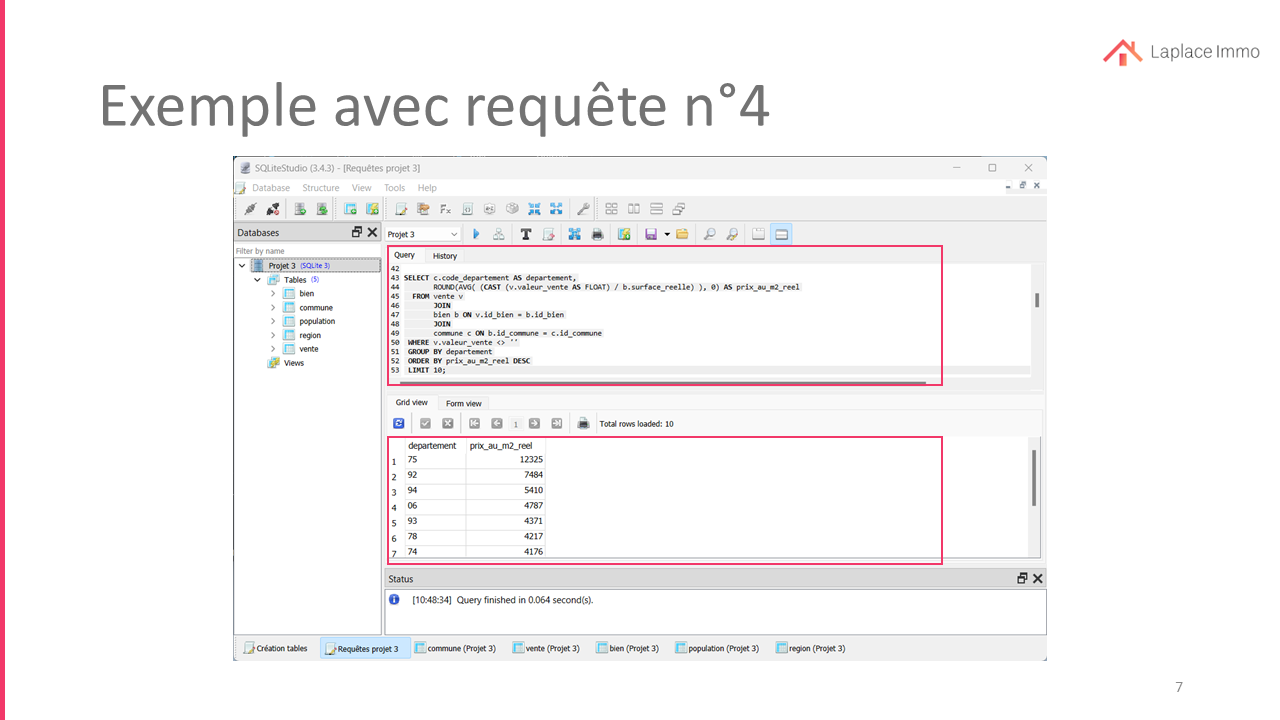 Laplace Immo
Exemple avec requête n°4
SQLiteStudio (3.4.3) - [Requêtes projet 3]
Database Structure View Tools Help
Databases
Projet 3
Filter by name
Projet 3 (SQLite 3)
Tables (5)
bien
commune
population
region
vente
Views
Query History
42
43 SELECT c.code_departement AS departement,
44 ROUND(AVG( (CAST (v.valeur_vente AS FLOAT) / b.surface_reelle) ), 0) AS prix_au_m2_reel
45 FROM vente v
46 JOIN
47 bien b ON v.id_bien = b.id_bien
48 JOIN
49 commune c ON b.id_commune = c.id_commune
50 WHERE v.valeur_vente <> ''
51 GROUP BY departement
52 ORDER BY prix_au_m2_reel DESC
53 LIMIT 10;
Grid view Form view
1 Total rows loaded: 10
departement prix_au_m2_reel
1 75 12325
2 92 7484
3 94 5410
4 06 4787
5 93 4371
6 78 4217
7 74 4176
Status
[10:48:34] Query finished in 0.064 second(s).
Création tables Requêtes projet 3 commune (Projet 3) vente (Projet 3) bien (Projet 3) population (Projet 3) region (Projet 3)
7